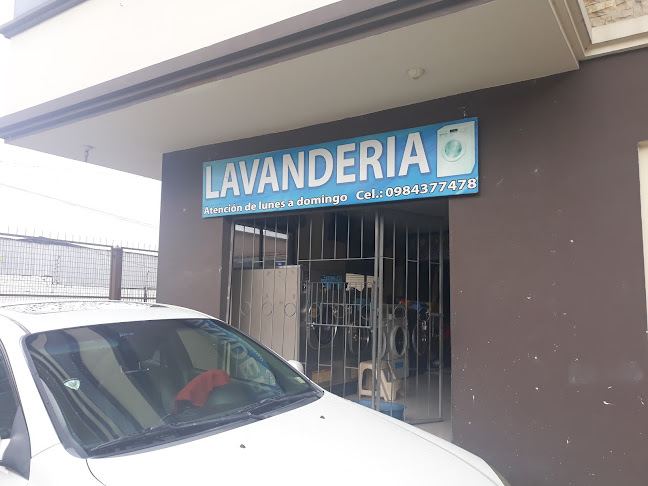 LAVANDERIA
Atención de lunes a domingo Cel.: 0984377478